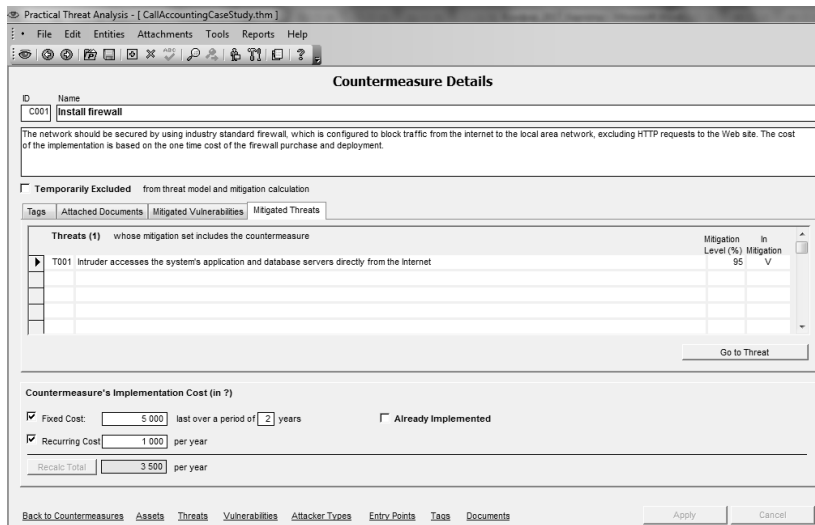 Practical Threat Analysis - [ CallAccountingCaseStudy.thm ]
File Edit Entities Attachments Tools Reports Help
Countermeasure Details
ID Name
C001 Install firewall
The network should be secured by using industry standard firewall, which is configured to block traffic from the internet to the local area network, excluding HTTP requests to the Web site. The cost
of the implementation is based on the one time cost of the firewall purchase and deployment.
Temporarily Excluded from threat model and mitigation calculation
Tags Attached Documents Mitigated Vulnerabilities Mitigated Threats
Threats (1) whose mitigation set includes the countermeasure Mitigation In
Level (%) Mitigation
T001 Intruder accesses the system's application and database servers directly from the Internet 95 V
Go to Threat
Countermeasure's Implementation Cost (in ?)
Fixed Cost: 5 000 last over a period of 2 years Already Implemented
Recurring Cost 1 000 per year
Recalc Total 3 500 per year
Back to Countermeasures Assets Threats Vulnerabilities Attacker Types Entry Points Tags Documents Apply Cancel